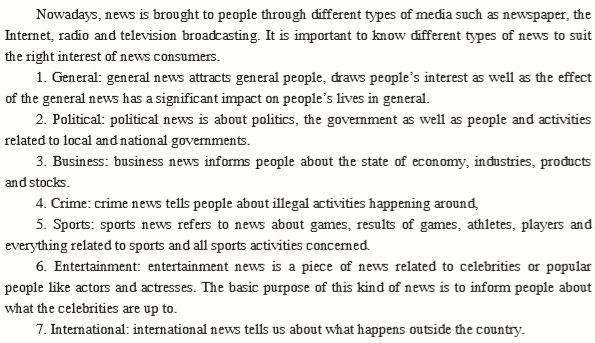 Nowadays, news is brought to people through different types of media such as newspaper, the
Internet, radio and television broadcasting. It is important to know different types of news to suit
the right interest of news consumers.
1. General: general news attracts general people, draws people's interest as well as the effect
of the general news has a significant impact on people's lives in general.
2. Political: political news is about politics, the government as well as people and activities
related to local and national governments.
3. Business: business news informs people about the state of economy, industries, products
and stocks.
4. Crime: crime news tells people about illegal activities happening around,
5. Sports: sports news refers to news about games, results of games, athletes, players and
everything related to sports and all sports activities concerned.
6. Entertainment: entertainment news is a piece of news related to celebrities or popular
people like actors and actresses. The basic purpose of this kind of news is to inform people about
what the celebrities are up to.
7. International: international news tells us about what happens outside the country.